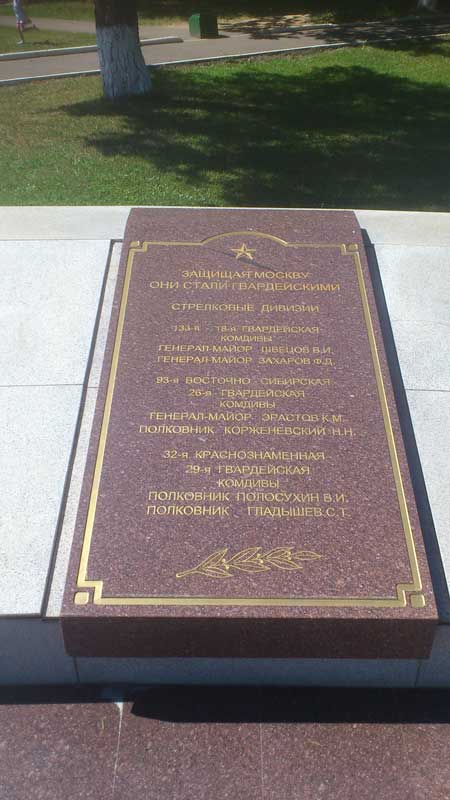 ЗАЩИЩАЯ МОСКВУ
ОНИ СТАЛИ ГВАРДЕЙСКИМИ
СТРЕЛКОВЫЕ ДИВИЗИИ
133-я - 18-я ГВАРДЕЙСКАЯ
КОМДИВЫ
ГЕНЕРАЛ-МАЙОР ШВЕЦОВ В.И.
ГЕНЕРАЛ-МАЙОР ЗАХАРОВ Ф.Д.
93-я ВОСТОЧНО - СИБИРСКАЯ
26-я ГВАРДЕЙСКАЯ
КОМДИВЫ
ГЕНЕРАЛ-МАЙОР ЭРАСТОВ К.М.
ПОЛКОВНИК КОРЖЕНЕВСКИЙ Н.Н.
32-я КРАСНОЗНАМЕННАЯ
29-я ГВАРДЕЙСКАЯ
КОМДИВЫ
ПОЛКОВНИК ПОЛОСУХИН В.И.
ПОЛКОВНИК ГЛАДЫШЕВ С.Т.